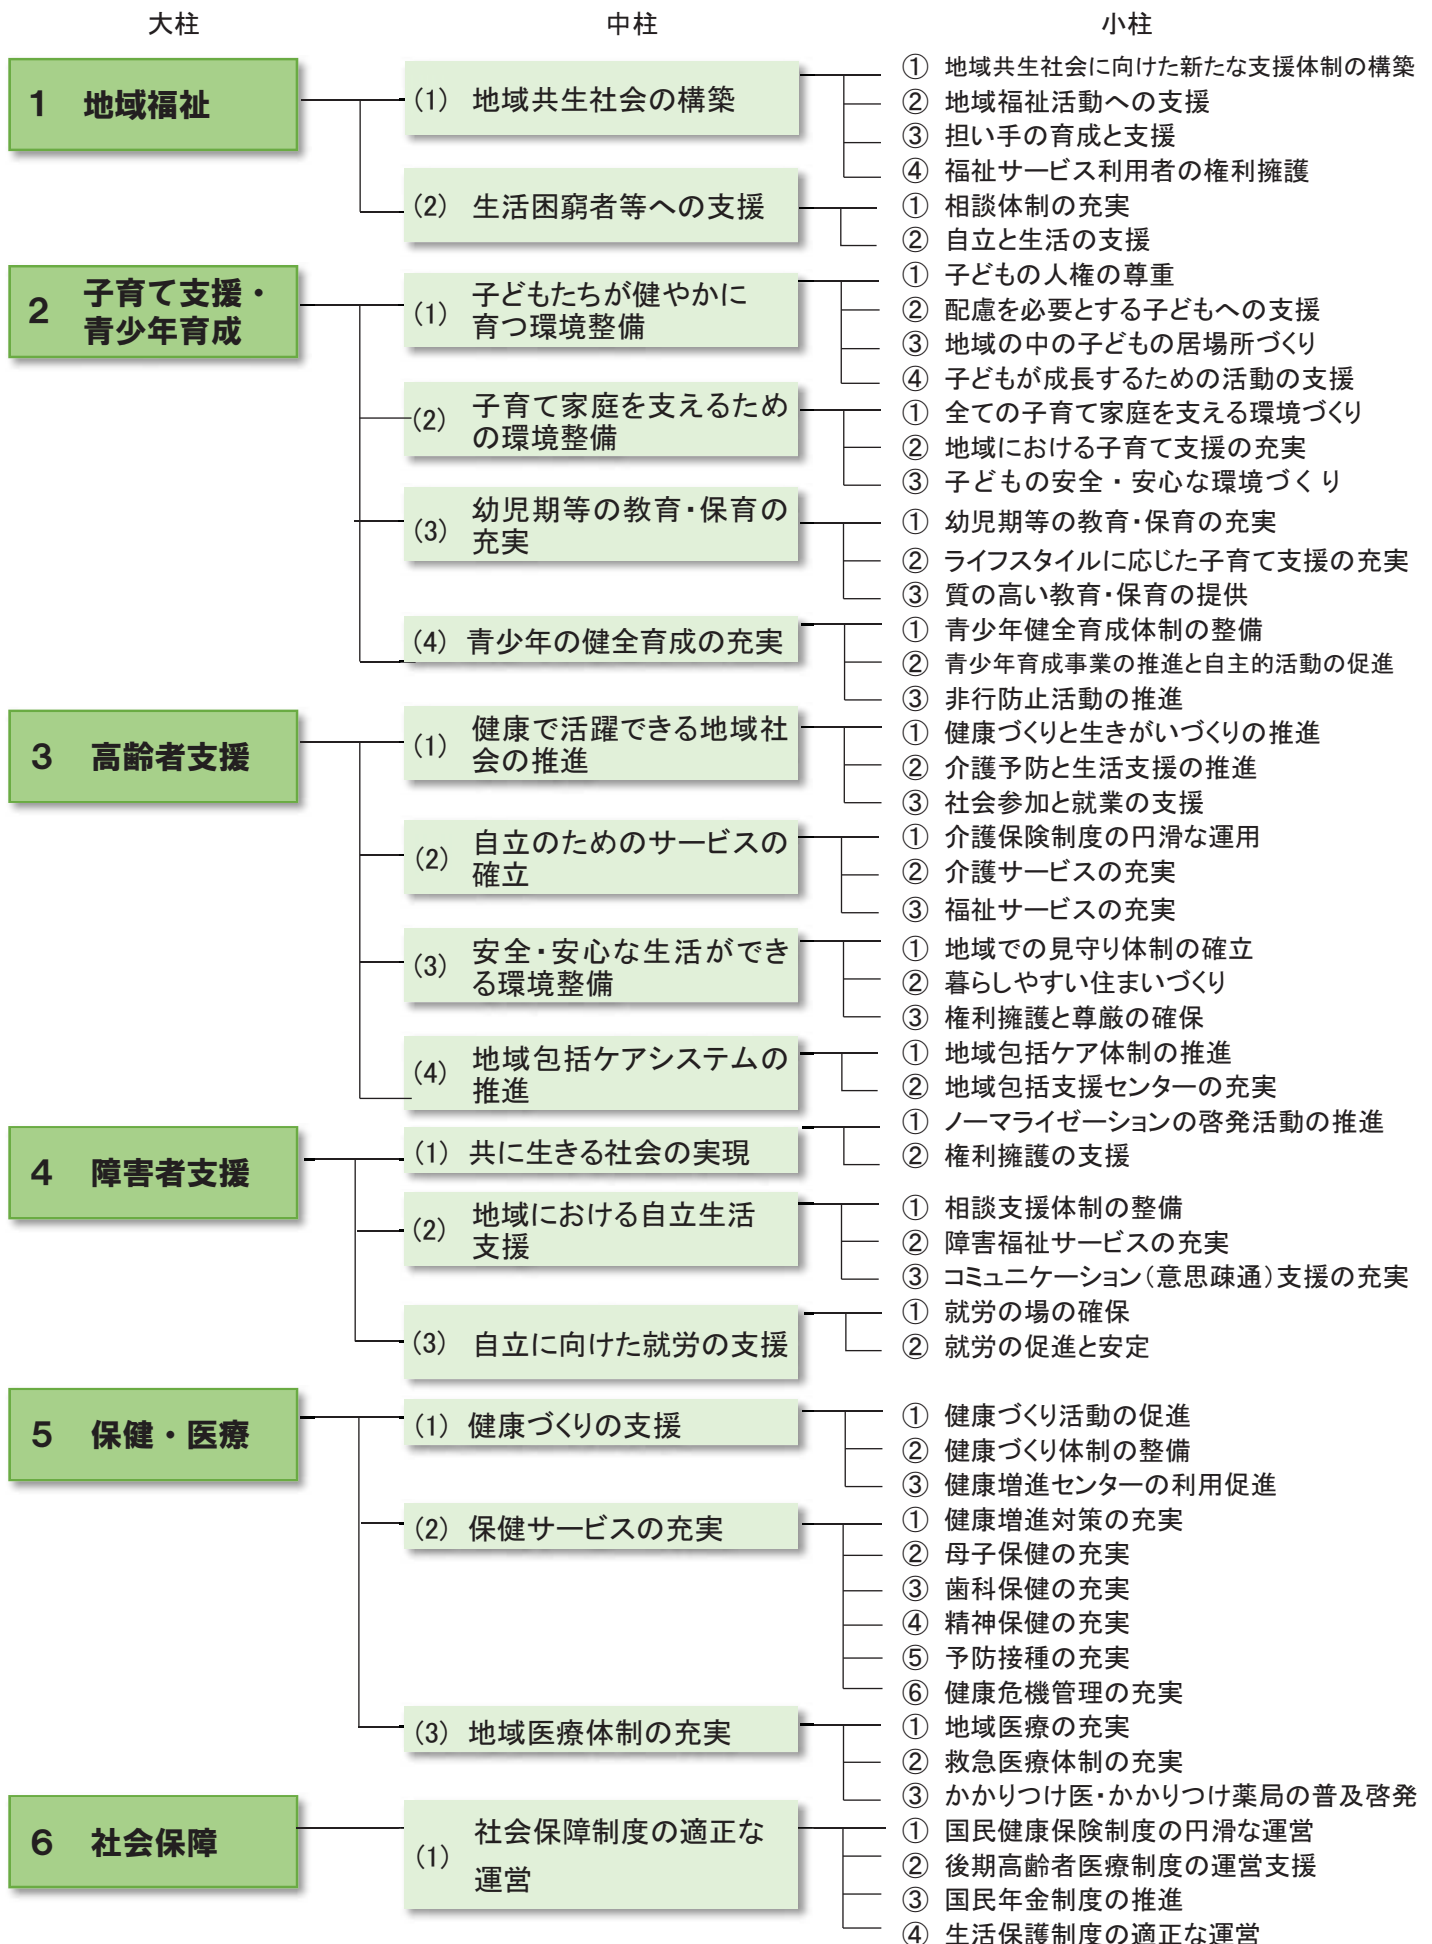 大柱 中柱 小柱
1 地域福祉
(1) 地域共生社会の構築
① 地域共生社会に向けた新たな支援体制の構築
② 地域福祉活動への支援
③ 担い手の育成と支援
④ 福祉サービス利用者の権利擁護
(2) 生活困窮者等への支援
① 相談体制の充実
② 自立と生活の支援
2 子育て支援・
青少年育成
(1) 子どもたちが健やかに
育つ環境整備
① 子どもの人権の尊重
② 配慮を必要とする子どもへの支援
③ 地域の中の子どもの居場所づくり
④ 子どもが成長するための活動の支援
(2) 子育て家庭を支えるため
の環境整備
① 全ての子育て家庭を支える環境づくり
② 地域における子育て支援の充実
③ 子どもの安全・安心な環境づくり
(3) 幼児期等の教育・保育の
充実
① 幼児期等の教育・保育の充実
② ライフスタイルに応じた子育て支援の充実
③ 質の高い教育・保育の提供
(4) 青少年の健全育成の充実
① 青少年健全育成体制の整備
② 青少年育成事業の推進と自主的活動の促進
③ 非行防止活動の推進
3 高齢者支援
(1) 健康で活躍できる地域社
会の推進
① 健康づくりと生きがいづくりの推進
② 介護予防と生活支援の推進
③ 社会参加と就業の支援
(2) 自立のためのサービスの
確立
① 介護保険制度の円滑な運用
② 介護サービスの充実
③ 福祉サービスの充実
(3) 安全・安心な生活ができ
る環境整備
① 地域での見守り体制の確立
② 暮らしやすい住まいづくり
③ 権利擁護と尊厳の確保
(4) 地域包括ケアシステムの
推進
① 地域包括ケア体制の推進
② 地域包括支援センターの充実
4 障害者支援
(1) 共に生きる社会の実現
① ノーマライゼーションの啓発活動の推進
② 権利擁護の支援
(2) 地域における自立生活
支援
① 相談支援体制の整備
② 障害福祉サービスの充実
③ コミュニケーション(意思疎通)支援の充実
(3) 自立に向けた就労の支援
① 就労の場の確保
② 就労の促進と安定
5 保健・医療
(1) 健康づくりの支援
① 健康づくり活動の促進
② 健康づくり体制の整備
③ 健康増進センターの利用促進
(2) 保健サービスの充実
① 健康増進対策の充実
② 母子保健の充実
③ 歯科保健の充実
④ 精神保健の充実
⑤ 予防接種の充実
⑥ 健康危機管理の充実
(3) 地域医療体制の充実
① 地域医療の充実
② 救急医療体制の充実
③ かかりつけ医・かかりつけ薬局の普及啓発
6 社会保障
(1) 社会保障制度の適正な
運営
① 国民健康保険制度の円滑な運営
② 後期高齢者医療制度の運営支援
③ 国民年金制度の推進
④ 生活保護制度の適正な運営